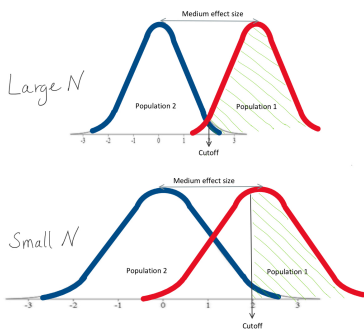 Medium effect size
Large N
Population 2
Population 1
-3 -2 -1 0 1 2 3
Cutoff
Medium effect size
Small N
Population 2
Population 1
-3 -2 -1 0 1 2 3
Cutoff